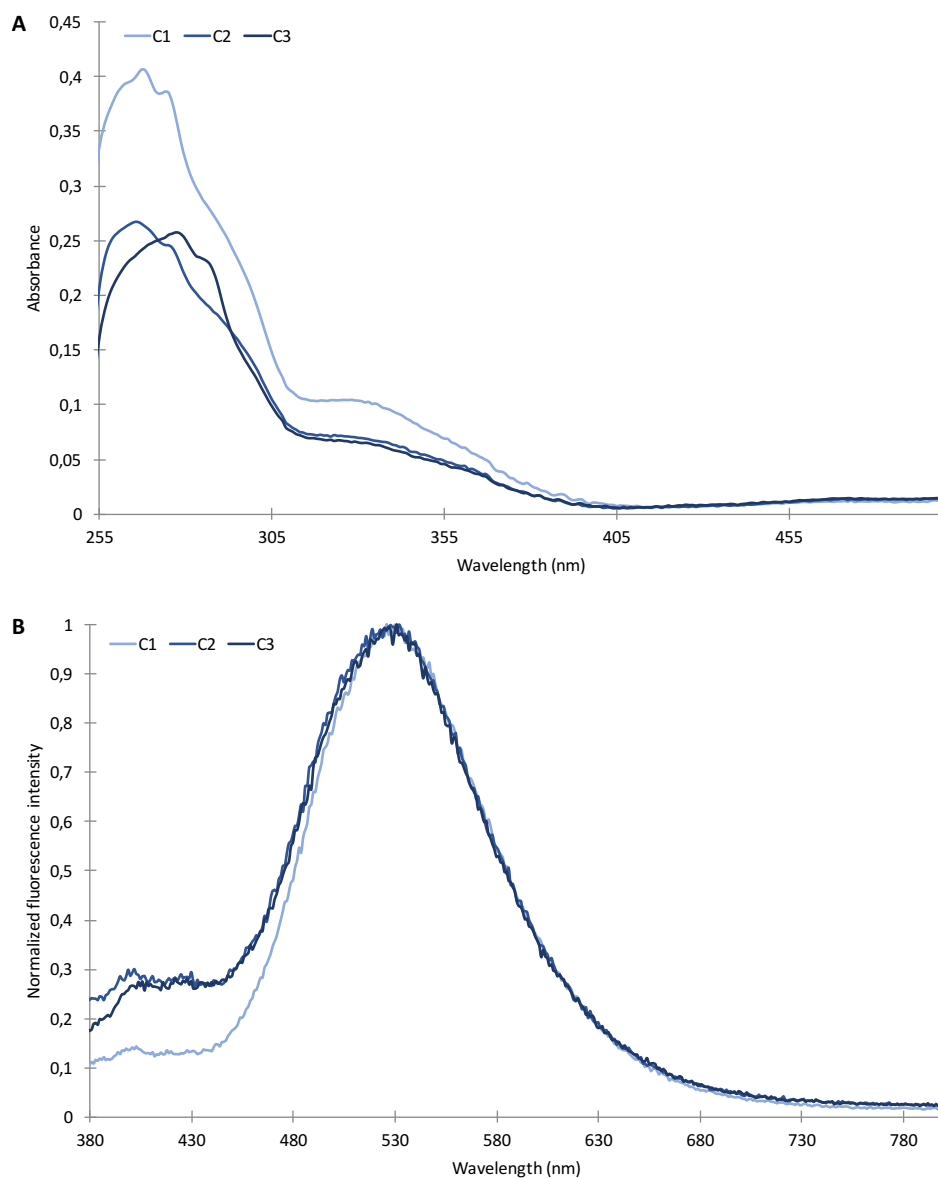 A
C1 C2 C3
0,45
0,4
0,35
0,3
0,25
0,2
0,15
0,1
0,05
0
Absorbance
255 305 355 405 455
Wavelength (nm)
B
C1 C2 C3
1
0,9
0,8
0,7
0,6
0,5
0,4
0,3
0,2
0,1
0
Normalized fluorescence intensity
380 430 480 530 580 630 680 730 780
Wavelength (nm)